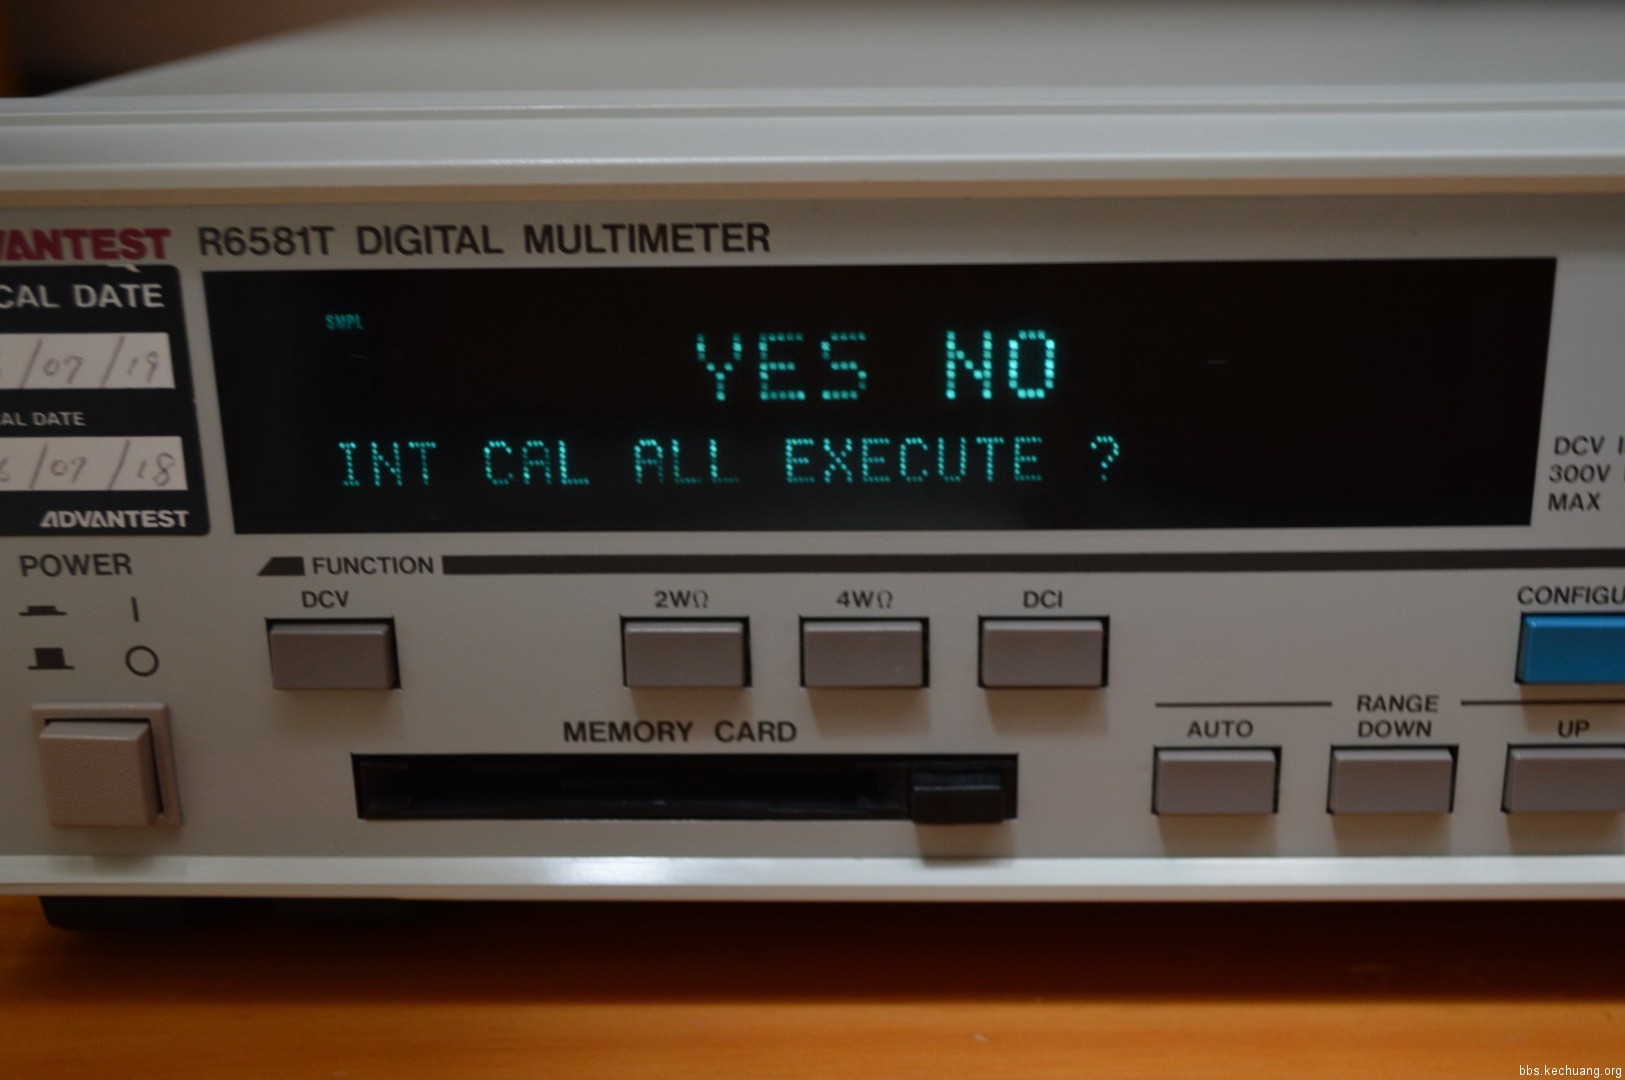 VANTEST R6581T DIGITAL MULTIMETER
CAL DATE
/07/19
AL DATE
6/07/18
ADVANTEST
SMPL
YES NO
INT CAL ALL EXECUTE ?
DCV
300V
MAX
POWER
FUNCTION
DCV
2WΩ
4WΩ
DCI
CONFIGU
MEMORY CARD
RANGE
AUTO
DOWN
UP
bbs.kechuang.org